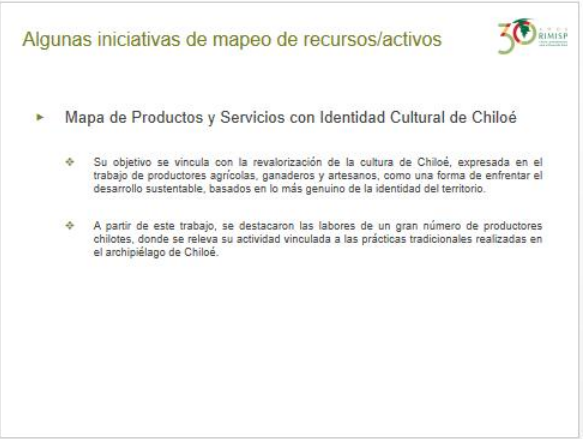 Algunas iniciativas de mapeo de recursos/activos
30 AÑOS
RIMISP
Mapa de Productos y Servicios con Identidad Cultural de Chiloé
Su objetivo se vincula con la revalorización de la cultura de Chiloé, expresada en el
trabajo de productores agrícolas, ganaderos y artesanos, como una forma de enfrentar el
desarrollo sustentable, basados en lo más genuino de la identidad del territorio.
A partir de este trabajo, se destacaron las labores de un gran número de productores
chilotes, donde se releva su actividad vinculada a las prácticas tradicionales realizadas en
el archipiélago de Chiloé.